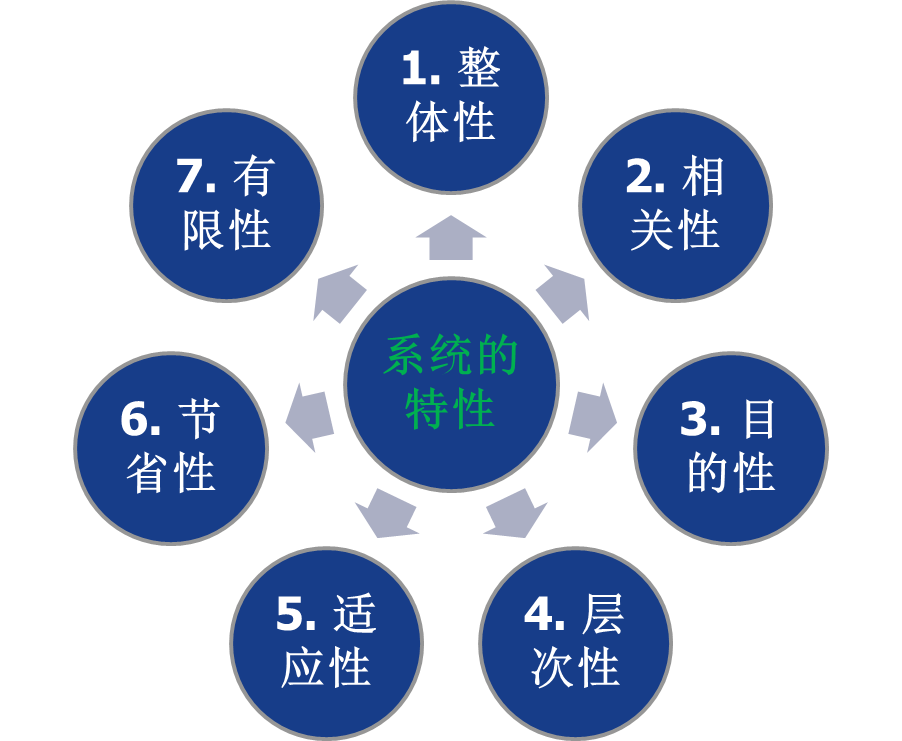 系统的
特性
1. 整
体性
2. 相
关性
3. 目
的性
4. 层
次性
5. 适
应性
6. 节
省性
7. 有
限性